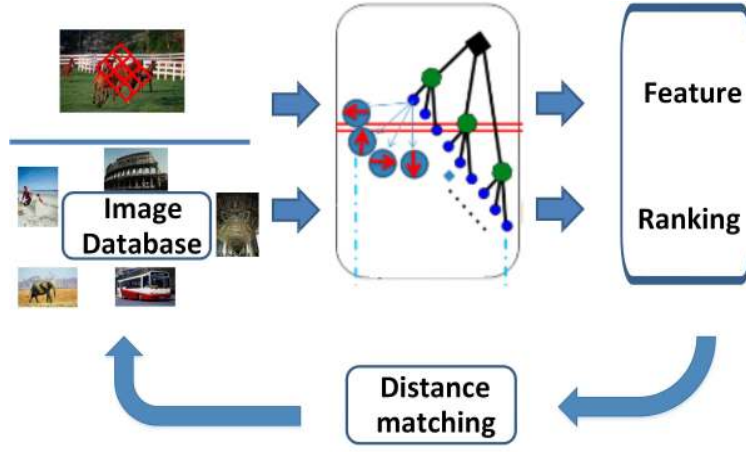 Image
Database
Feature
Ranking
Distance
matching